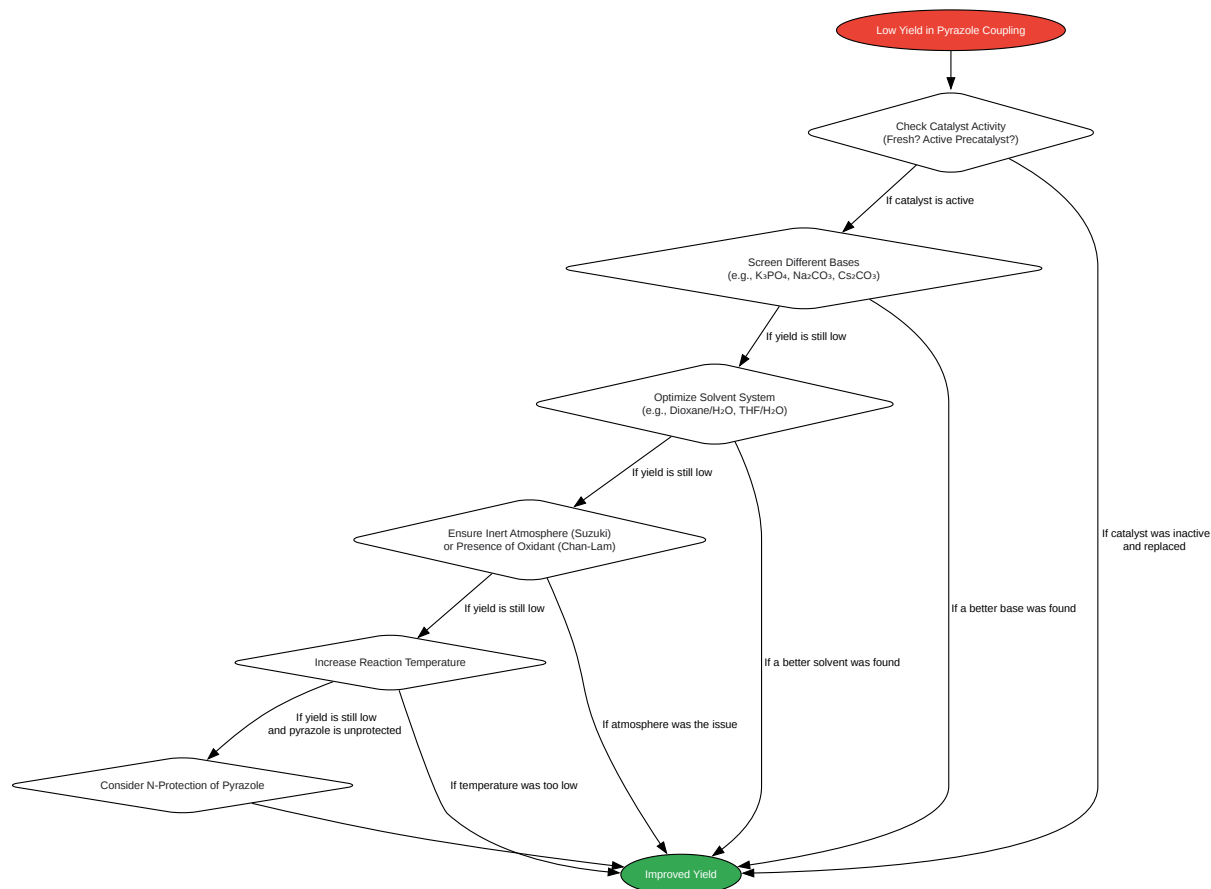 Low Yield in Pyrazole Coupling
Check Catalyst Activity
(Fresh? Active Precatalyst?)
If catalyst is active
Screen Different Bases
(e.g., K₃PO₄, Na₂CO₃, Cs₂CO₃)
If yield is still low
Optimize Solvent System
(e.g., Dioxane/H₂O, THF/H₂O)
If yield is still low
Ensure Inert Atmosphere (Suzuki)
or Presence of Oxidant (Chan-Lam)
If catalyst was inactive
and replaced
If yield is still low
If a better base was found
Increase Reaction Temperature
If a better solvent was found
If yield is still low
and pyrazole is unprotected
If atmosphere was the issue
Consider N-Protection of Pyrazole
If temperature was too low
Improved Yield